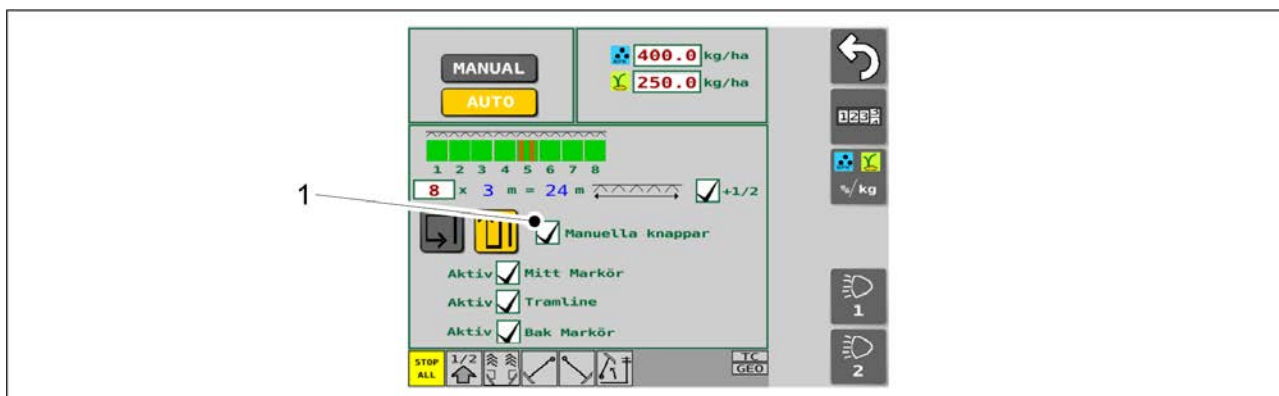 MANUAL
AUTO
400.0 kg/ha
250.0 kg/ha
1 2 3 4 5 6 7 8
8 x 3 m = 24 m +1/2
1
Manuella knappar
Aktiv Mitt Markör
Aktiv Tramline
Aktiv Bak Markör
STOP ALL
1/2
TC
GEO
%/kg
1
2